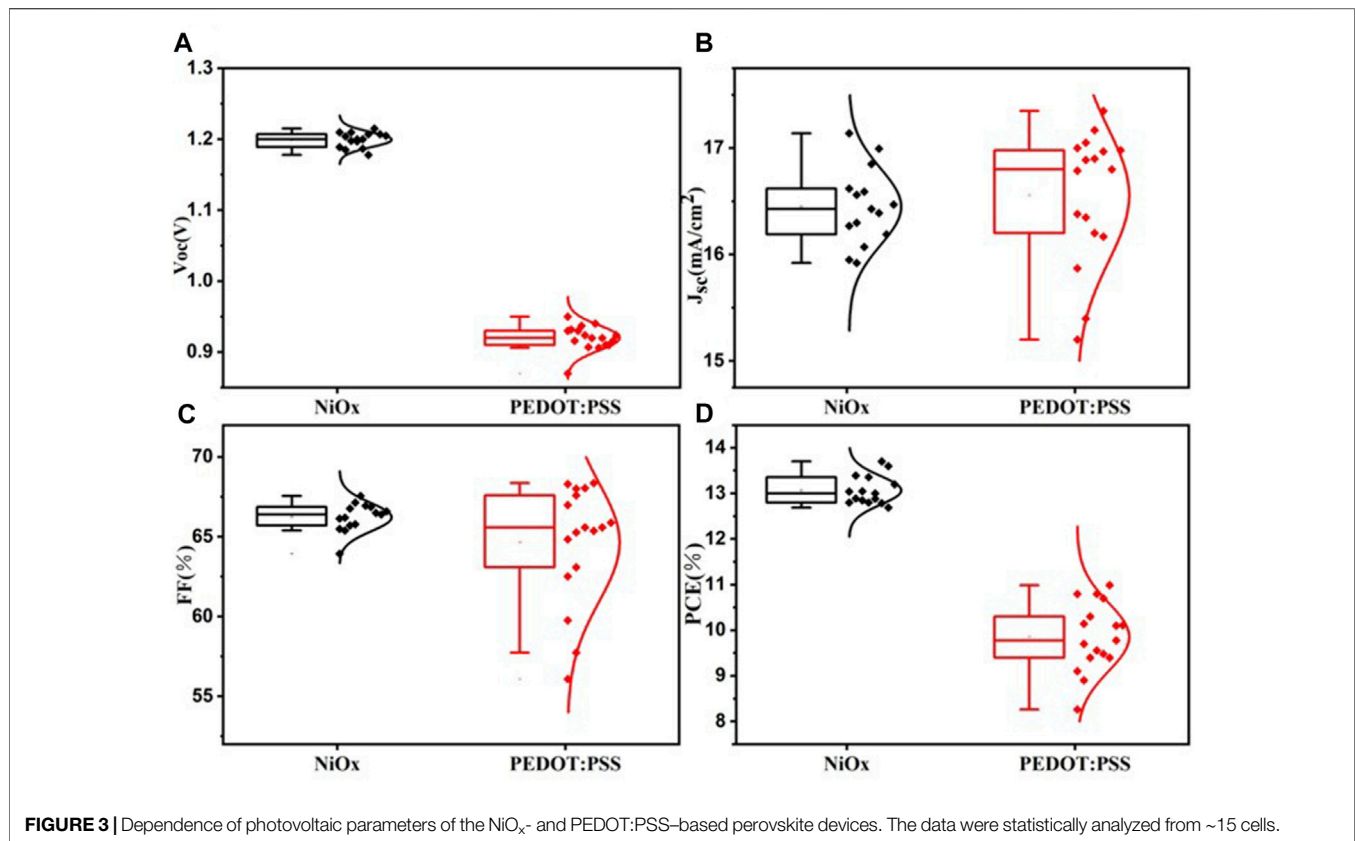 A
1.3
1.2
1.1
1.0
0.9
Voc(V)
NiOx PEDOT:PSS
B
17
16
15
Jsc(mA/cm²)
NiOx PEDOT:PSS
C
70
65
60
55
FF(%)
NiOx PEDOT:PSS
D
14
13
12
11
10
9
8
PCE(%)
NiOx PEDOT:PSS
FIGURE 3 | Dependence of photovoltaic parameters of the NiOₓ- and PEDOT:PSS–based perovskite devices. The data were statistically analyzed from ~15 cells.